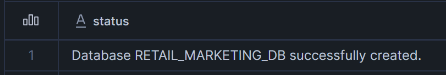 A status
1 Database RETAIL_MARKETING_DB successfully created.